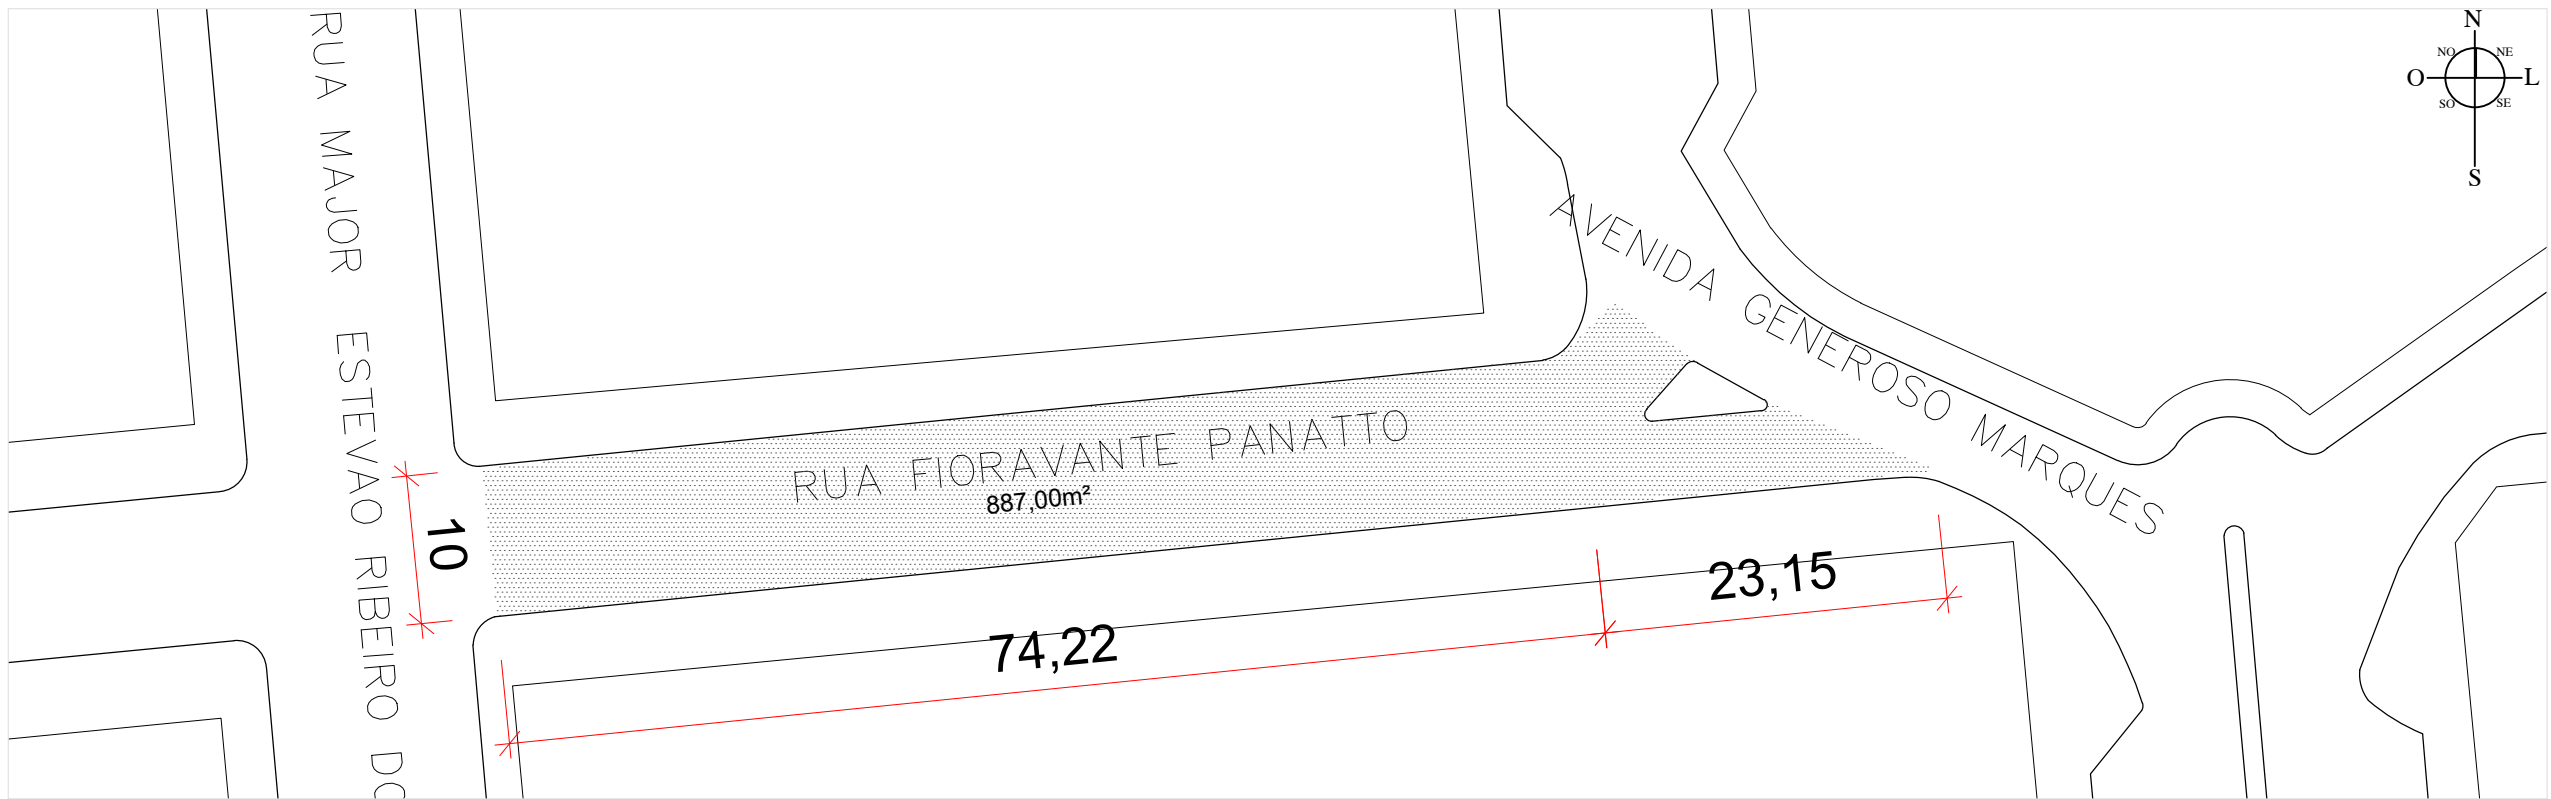 RUA MAJOR ESTEVAO RIBEIRO DO
N
NO
NE
O
L
SO
SE
S
AVENIDA GENEROSO MARQUES
RUA FIORAVANTE PANATTO
887,00m²
10
74,22
23,15